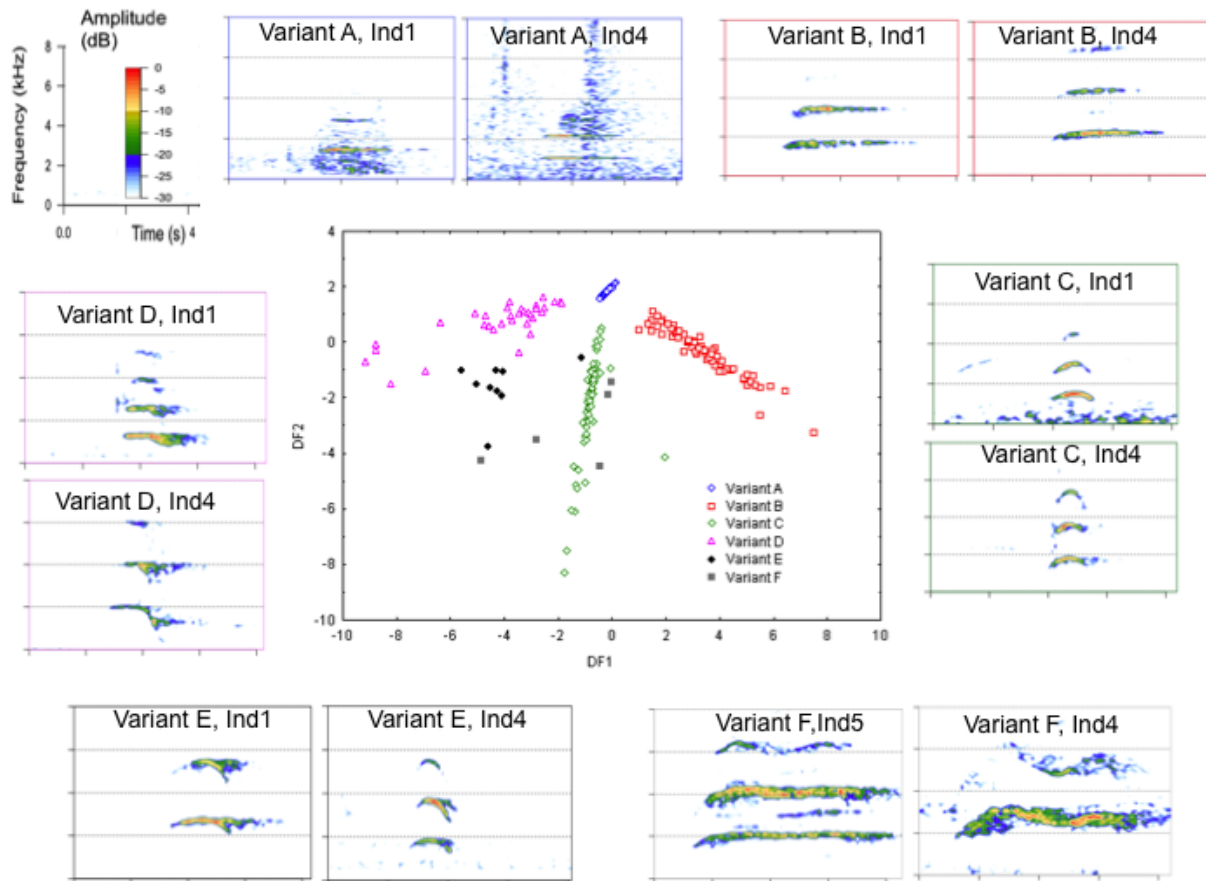 Amplitude
(dB)
Frequency (kHz)
8
6
4
2
0
0
-10
-20
-30
0.0
Time (s)
4
Variant A, Ind1
Variant A, Ind4
Variant B, Ind1
Variant B, Ind4
Variant D, Ind1
Variant D, Ind4
Variant C, Ind1
Variant C, Ind4
DF2
4
2
0
-2
-4
-6
-8
-10
-10
-8
-6
-4
-2
0
2
4
6
8
10
DF1
Variant A
Variant B
Variant C
Variant D
Variant E
Variant F
Variant E, Ind1
Variant E, Ind4
Variant F,Ind5
Variant F, Ind4